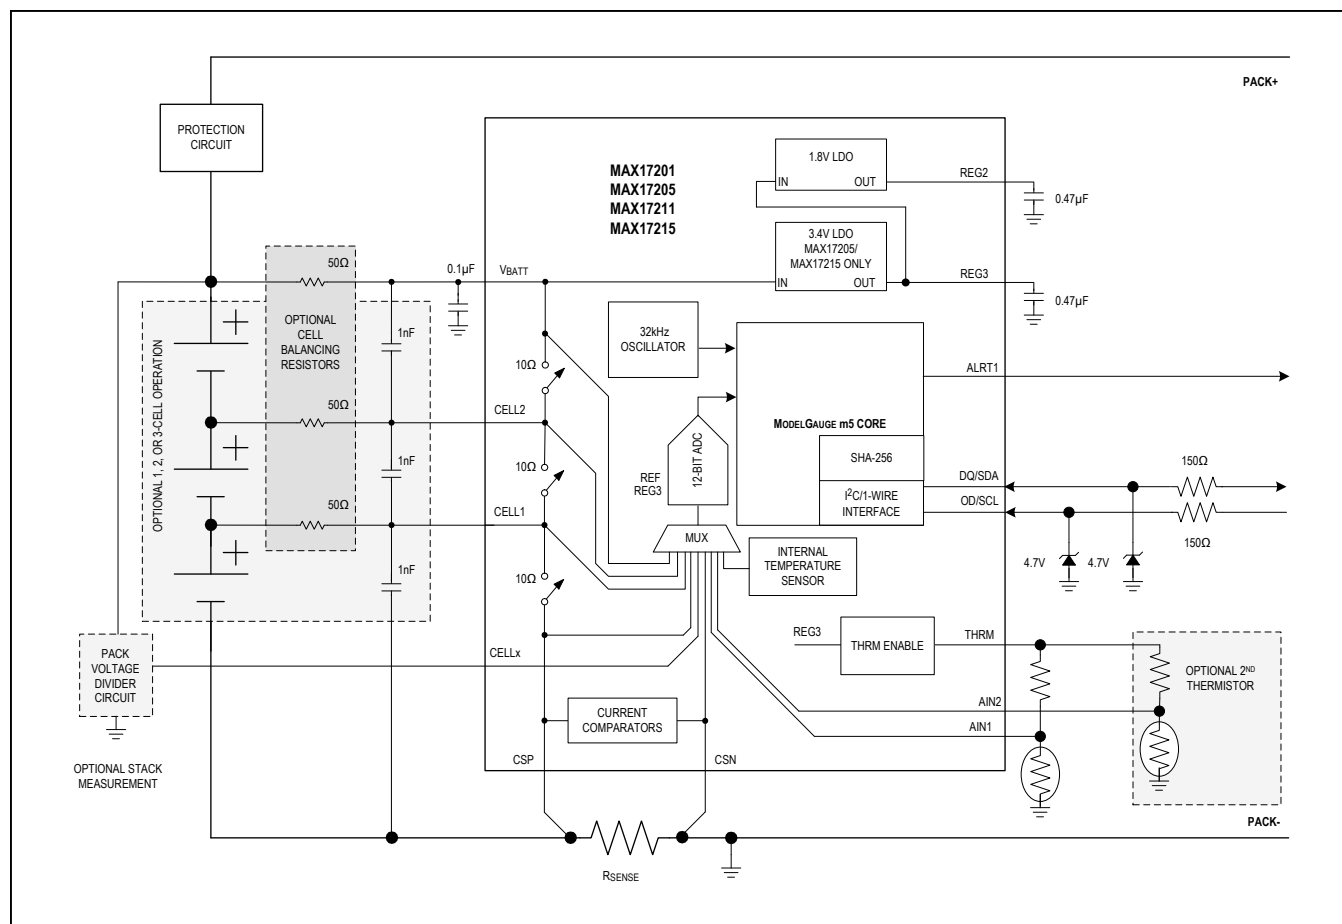 PACK+
PROTECTION
CIRCUIT
MAX17201
MAX17205
MAX17211
MAX17215
1.8V LDO
IN
OUT
REG2
0.47µF
3.4V LDO
MAX17205/
MAX17215 ONLY
IN
OUT
REG3
0.47µF
50Ω
0.1µF
VBATT
OPTIONAL
CELL
BALANCING
RESISTORS
OPTIONAL 1, 2, OR 3-CELL OPERATION
1nF
32kHz
OSCILLATOR
10Ω
ALRT1
50Ω
CELL2
MODELGAUGE m5 CORE
12-BIT ADC
REF
REG3
SHA-256
I²C/1-WIRE
INTERFACE
1nF
10Ω
DQ/SDA
OD/SCL
150Ω
150Ω
50Ω
CELL1
MUX
INTERNAL
TEMPERATURE
SENSOR
4.7V
4.7V
1nF
10Ω
REG3
THRM ENABLE
THRM
OPTIONAL 2ND
THERMISTOR
CELLx
PACK
VOLTAGE
DIVIDER
CIRCUIT
CURRENT
COMPARATORS
AIN2
AIN1
CSP
CSN
OPTIONAL STACK
MEASUREMENT
PACK-
RSENSE